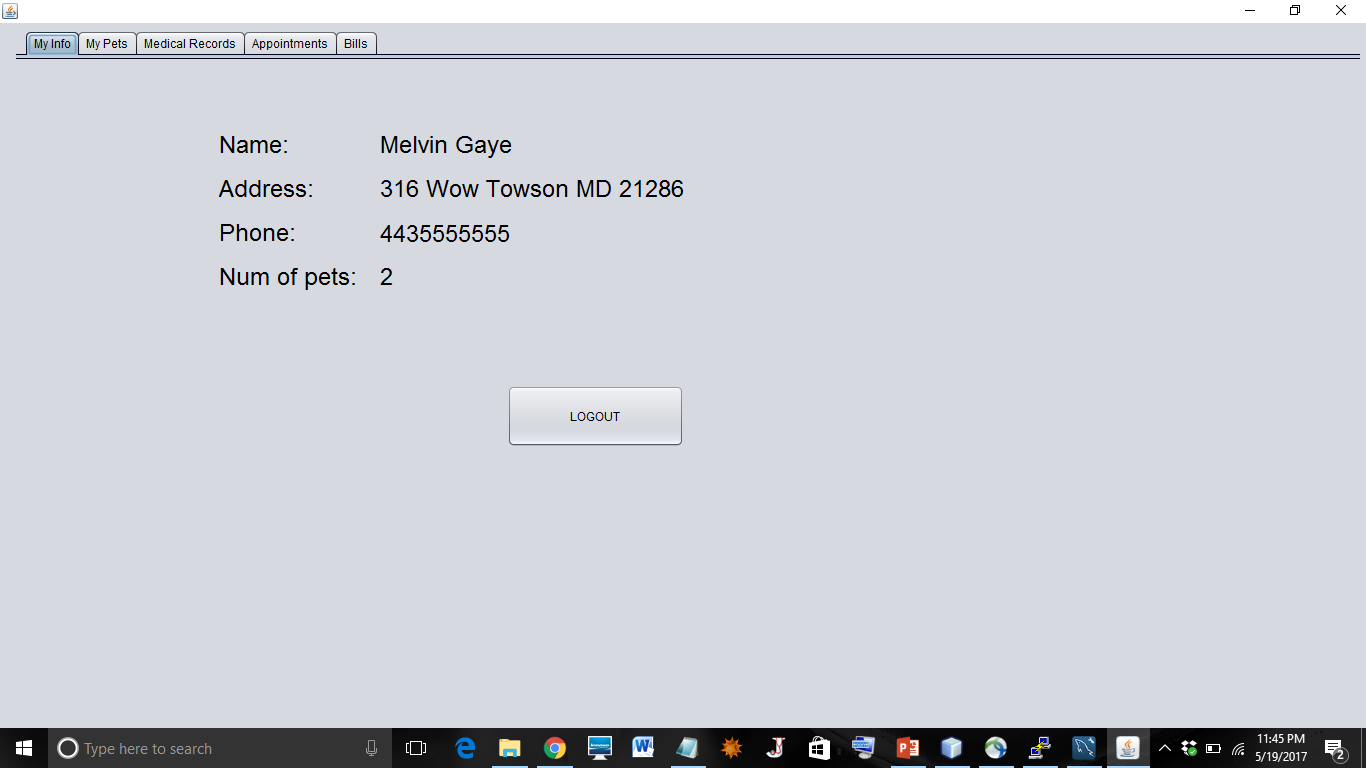 My Info My Pets Medical Records Appointments Bills
Name: Melvin Gaye
Address: 316 Wow Towson MD 21286
Phone: 4435555555
Num of pets: 2
LOGOUT
Type here to search
11:45 PM
5/19/2017
2